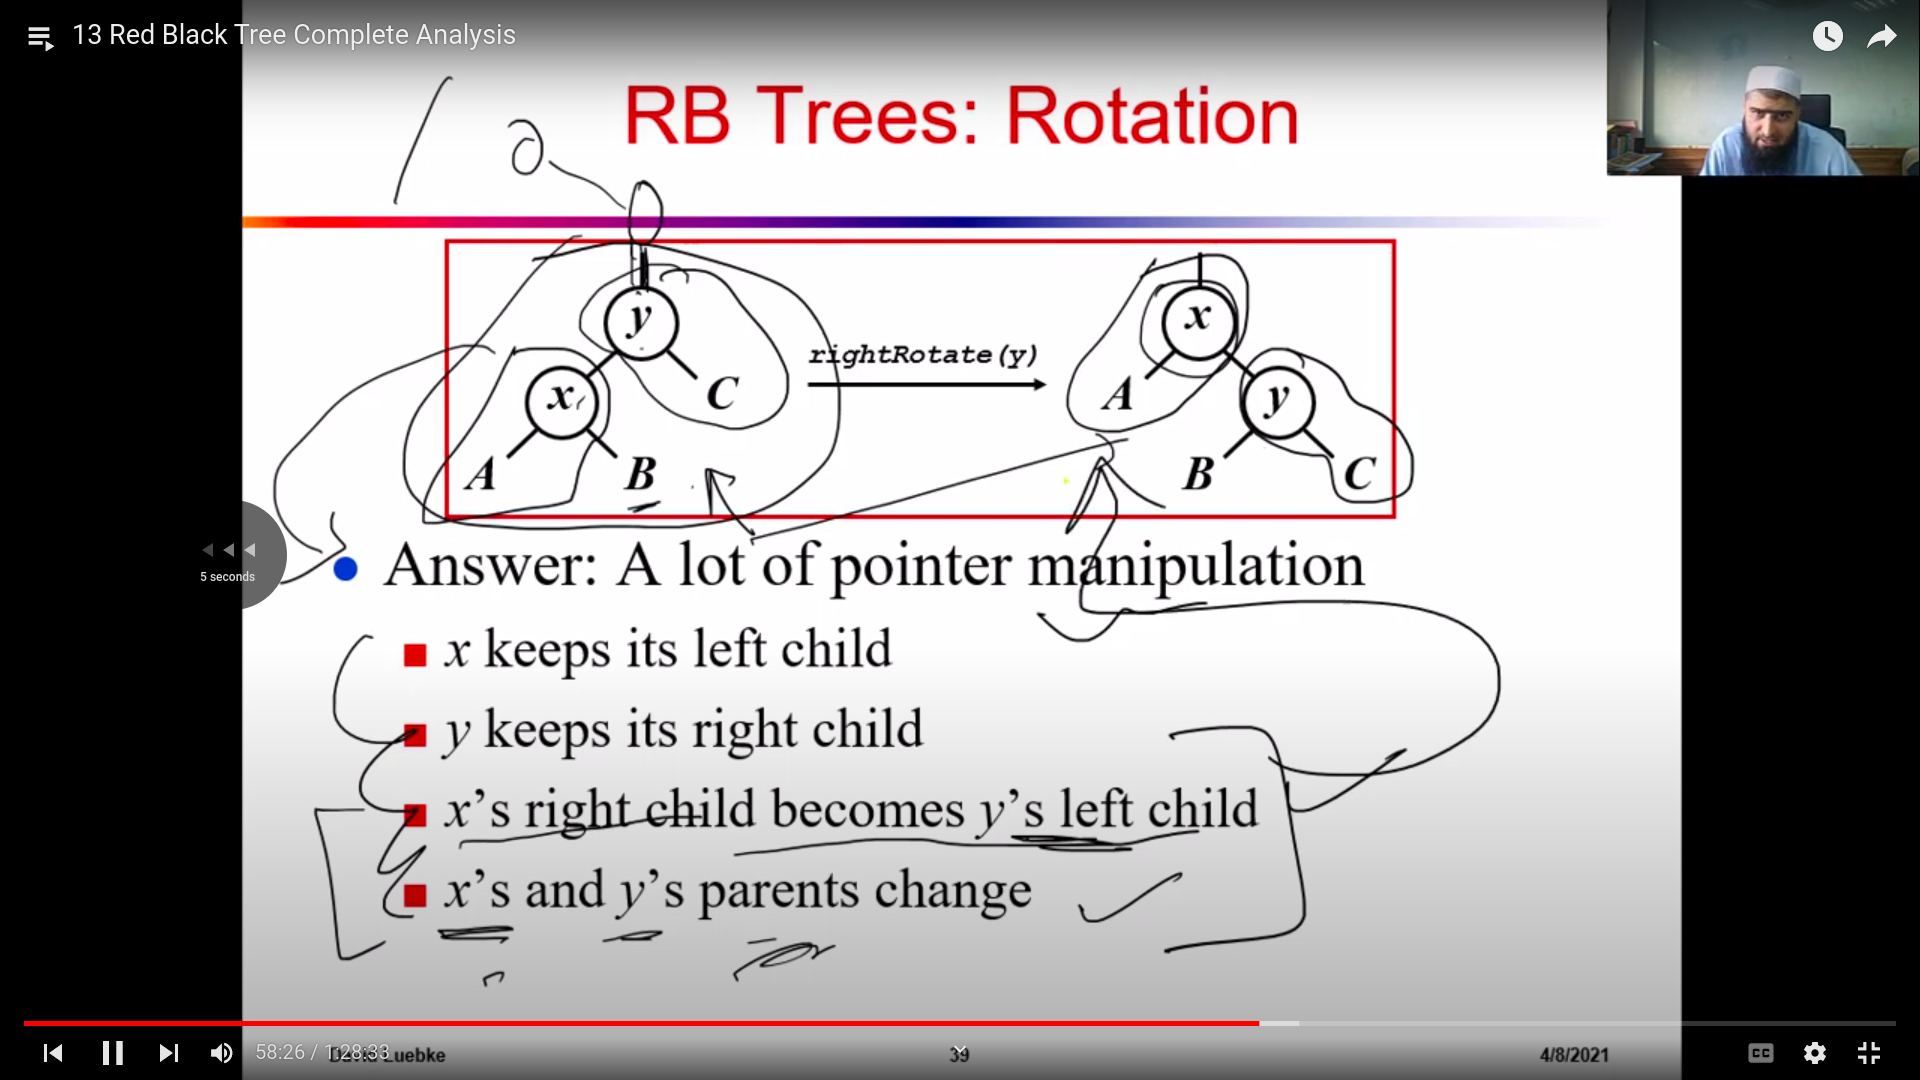 13 Red Black Tree Complete Analysis
RB Trees: Rotation
y
x
C
A
B
rightRotate(y)
x
A
y
B
C
5 seconds
Answer: A lot of pointer manipulation
x keeps its left child
y keeps its right child
x's right child becomes y's left child
x's and y's parents change
58:26 / 1:28:33
David Luebke
39
4/8/2021
CC